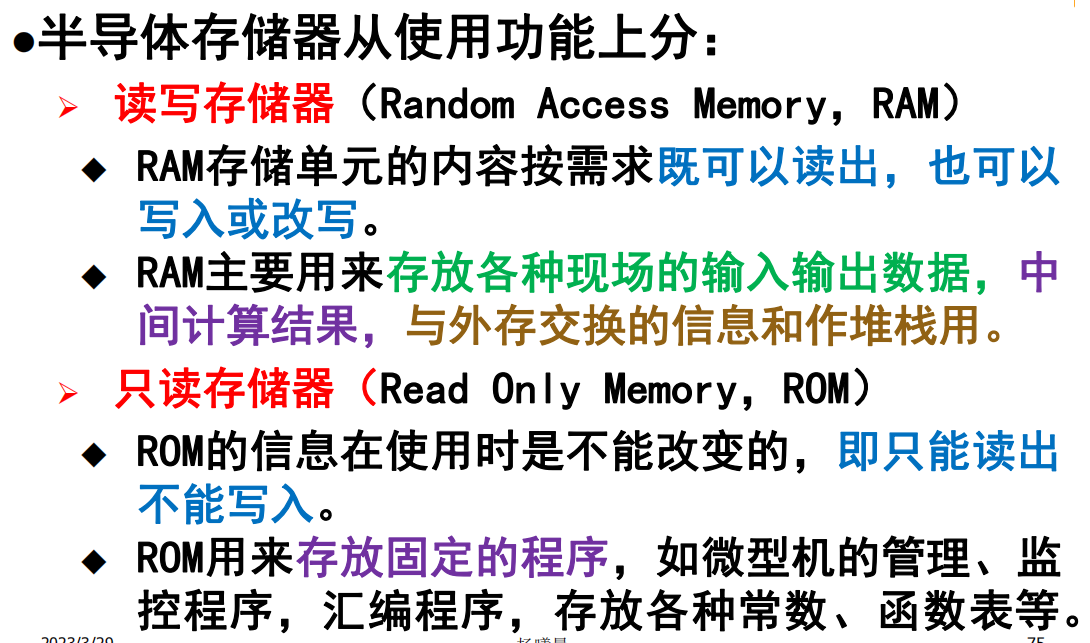 ●半导体存储器从使用功能上分：
➢ 读写存储器（Random Access Memory，RAM）
◆ RAM存储单元的内容按需求既可以读出，也可以
写入或改写。
◆ RAM主要用来存放各种现场的输入输出数据，中
间计算结果，与外存交换的信息和作堆栈用。
➢ 只读存储器（Read Only Memory，ROM）
◆ ROM的信息在使用时是不能改变的，即只能读出
不能写入。
◆ ROM用来存放固定的程序，如微型机的管理、监
控程序，汇编程序，存放各种常数、函数表等。
2023/3/29 75